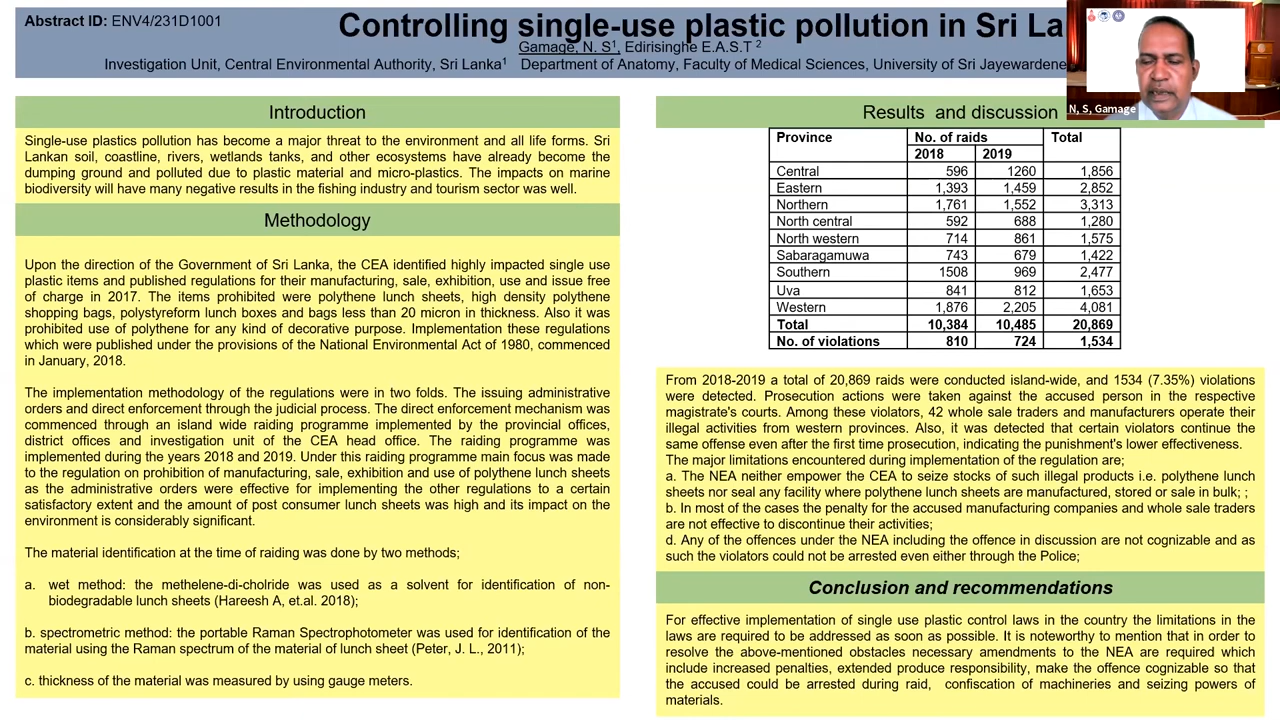 Abstract ID: ENV4/231D1001
Controlling single-use plastic pollution in Sri La
Gamage, N. S1, Edirisinghe E.A.S.T 2
Investigation Unit, Central Environmental Authority, Sri Lanka1 Department of Anatomy, Faculty of Medical Sciences, University of Sri Jayewardene
N, S, Gamage
Introduction
Single-use plastics pollution has become a major threat to the environment and all life forms. Sri
Lankan soil, coastline, rivers, wetlands tanks, and other ecosystems have already become the
dumping ground and polluted due to plastic material and micro-plastics. The impacts on marine
biodiversity will have many negative results in the fishing industry and tourism sector was well.
Methodology
Upon the direction of the Government of Sri Lanka, the CEA identified highly impacted single use
plastic items and published regulations for their manufacturing, sale, exhibition, use and issue free
of charge in 2017. The items prohibited were polythene lunch sheets, high density polythene
shopping bags, polystyreform lunch boxes and bags less than 20 micron in thickness. Also it was
prohibited use of polythene for any kind of decorative purpose. Implementation these regulations
which were published under the provisions of the National Environmental Act of 1980, commenced
in January, 2018.
The implementation methodology of the regulations were in two folds. The issuing administrative
orders and direct enforcement through the judicial process. The direct enforcement mechanism was
commenced through an island wide raiding programme implemented by the provincial offices,
district offices and investigation unit of the CEA head office. The raiding programme was
implemented during the years 2018 and 2019. Under this raiding programme main focus was made
to the regulation on prohibition of manufacturing, sale, exhibition and use of polythene lunch sheets
as the administrative orders were effective for implementing the other regulations to a certain
satisfactory extent and the amount of post consumer lunch sheets was high and its impact on the
environment is considerably significant.
The material identification at the time of raiding was done by two methods;
a. wet method: the methelene-di-cholride was used as a solvent for identification of non-
biodegradable lunch sheets (Hareesh A, et.al. 2018);
b. spectrometric method: the portable Raman Spectrophotometer was used for identification of the
material using the Raman spectrum of the material of lunch sheet (Peter, J. L., 2011);
c. thickness of the material was measured by using gauge meters.
Results and discussion
Province No. of raids Total
2018 2019
Central 596 1260 1,856
Eastern 1,393 1,459 2,852
Northern 1,761 1,552 3,313
North central 592 688 1,280
North western 714 861 1,575
Sabaragamuwa 743 679 1,422
Southern 1508 969 2,477
Uva 841 812 1,653
Western 1,876 2,205 4,081
Total 10,384 10,485 20,869
No. of violations 810 724 1,534
From 2018-2019 a total of 20,869 raids were conducted island-wide, and 1534 (7.35%) violations
were detected. Prosecution actions were taken against the accused person in the respective
magistrate's courts. Among these violators, 42 whole sale traders and manufacturers operate their
illegal activities from western provinces. Also, it was detected that certain violators continue the
same offense even after the first time prosecution, indicating the punishment's lower effectiveness.
The major limitations encountered during implementation of the regulation are;
a. The NEA neither empower the CEA to seize stocks of such illegal products i.e. polythene lunch
sheets nor seal any facility where polythene lunch sheets are manufactured, stored or sale in bulk; ;
b. In most of the cases the penalty for the accused manufacturing companies and whole sale traders
are not effective to discontinue their activities;
d. Any of the offences under the NEA including the offence in discussion are not cognizable and as
such the violators could not be arrested even either through the Police;
Conclusion and recommendations
For effective implementation of single use plastic control laws in the country the limitations in the
laws are required to be addressed as soon as possible. It is noteworthy to mention that in order to
resolve the above-mentioned obstacles necessary amendments to the NEA are required which
include increased penalties, extended produce responsibility, make the offence cognizable so that
the accused could be arrested during raid, confiscation of machineries and seizing powers of
materials.